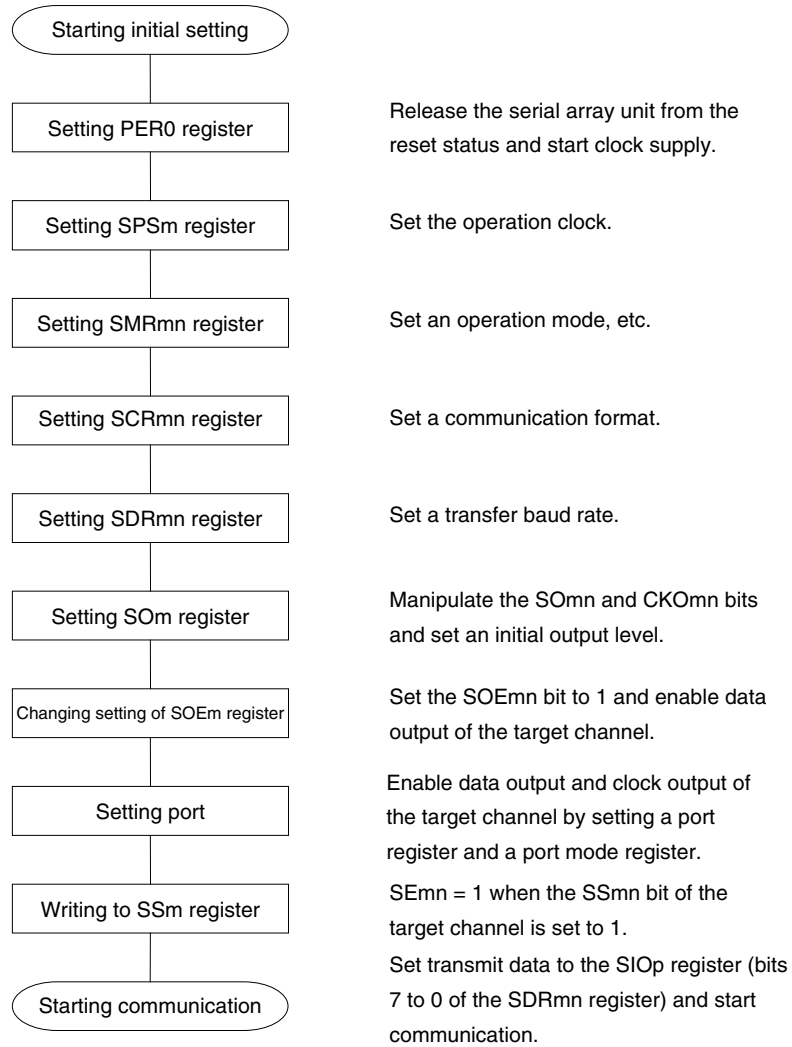 Starting initial setting
Setting PER0 register
Release the serial array unit from the
reset status and start clock supply.
Setting SPSm register
Set the operation clock.
Setting SMRmn register
Set an operation mode, etc.
Setting SCRmn register
Set a communication format.
Setting SDRmn register
Set a transfer baud rate.
Setting SOm register
Manipulate the SOmn and CKOmn bits
and set an initial output level.
Changing setting of SOEm register
Set the SOEmn bit to 1 and enable data
output of the target channel.
Setting port
Enable data output and clock output of
the target channel by setting a port
register and a port mode register.
Writing to SSm register
SEmn = 1 when the SSmn bit of the
target channel is set to 1.
Starting communication
Set transmit data to the SIOp register (bits
7 to 0 of the SDRmn register) and start
communication.